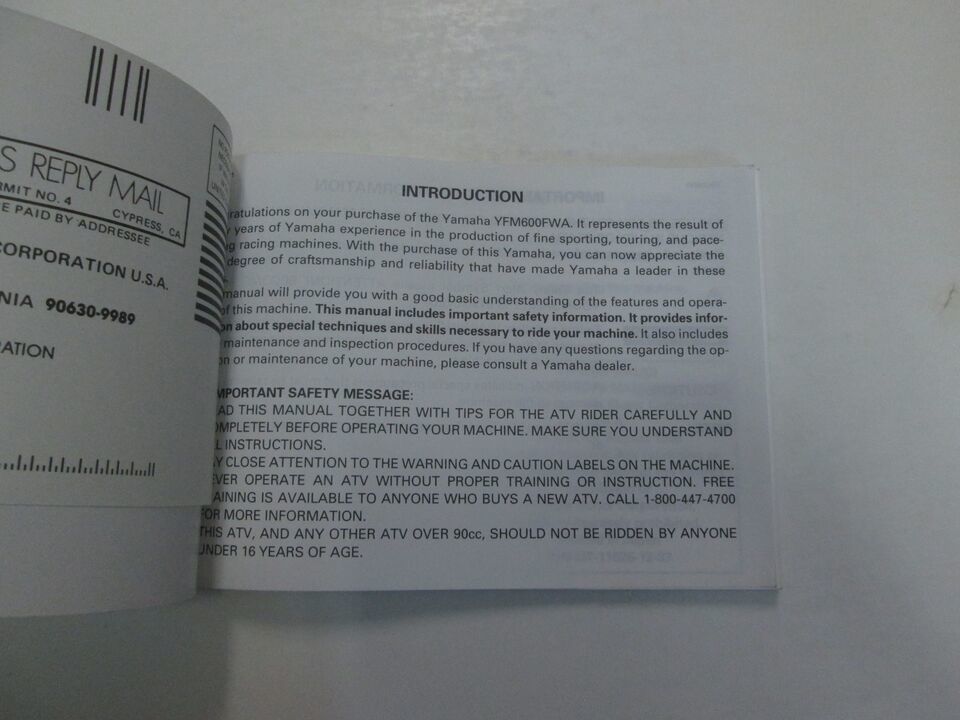 S REPLY MAIL
RMIT NO. 4 CYPRESS, CA
E PAID BY ADDRESSEE
CORPORATION U.S.A.
NIA 90630-9989
ATION
INTRODUCTION
ratulations on your purchase of the Yamaha YFM600FWA. It represents the result of
y years of Yamaha experience in the production of fine sporting, touring, and pace-
g racing machines. With the purchase of this Yamaha, you can now appreciate the
degree of craftsmanship and reliability that have made Yamaha a leader in these
manual will provide you with a good basic understanding of the features and opera-
of this machine. This manual includes important safety information. It provides infor-
on about special techniques and skills necessary to ride your machine. It also includes
maintenance and inspection procedures. If you have any questions regarding the op-
on or maintenance of your machine, please consult a Yamaha dealer.
MPORTANT SAFETY MESSAGE:
AD THIS MANUAL TOGETHER WITH TIPS FOR THE ATV RIDER CAREFULLY AND
OMPLETELY BEFORE OPERATING YOUR MACHINE. MAKE SURE YOU UNDERSTAND
L INSTRUCTIONS.
AY CLOSE ATTENTION TO THE WARNING AND CAUTION LABELS ON THE MACHINE.
EVER OPERATE AN ATV WITHOUT PROPER TRAINING OR INSTRUCTION. FREE
AINING IS AVAILABLE TO ANYONE WHO BUYS A NEW ATV. CALL 1-800-447-4700
FOR MORE INFORMATION.
THIS ATV, AND ANY OTHER ATV OVER 90cc, SHOULD NOT BE RIDDEN BY ANYONE
UNDER 16 YEARS OF AGE.